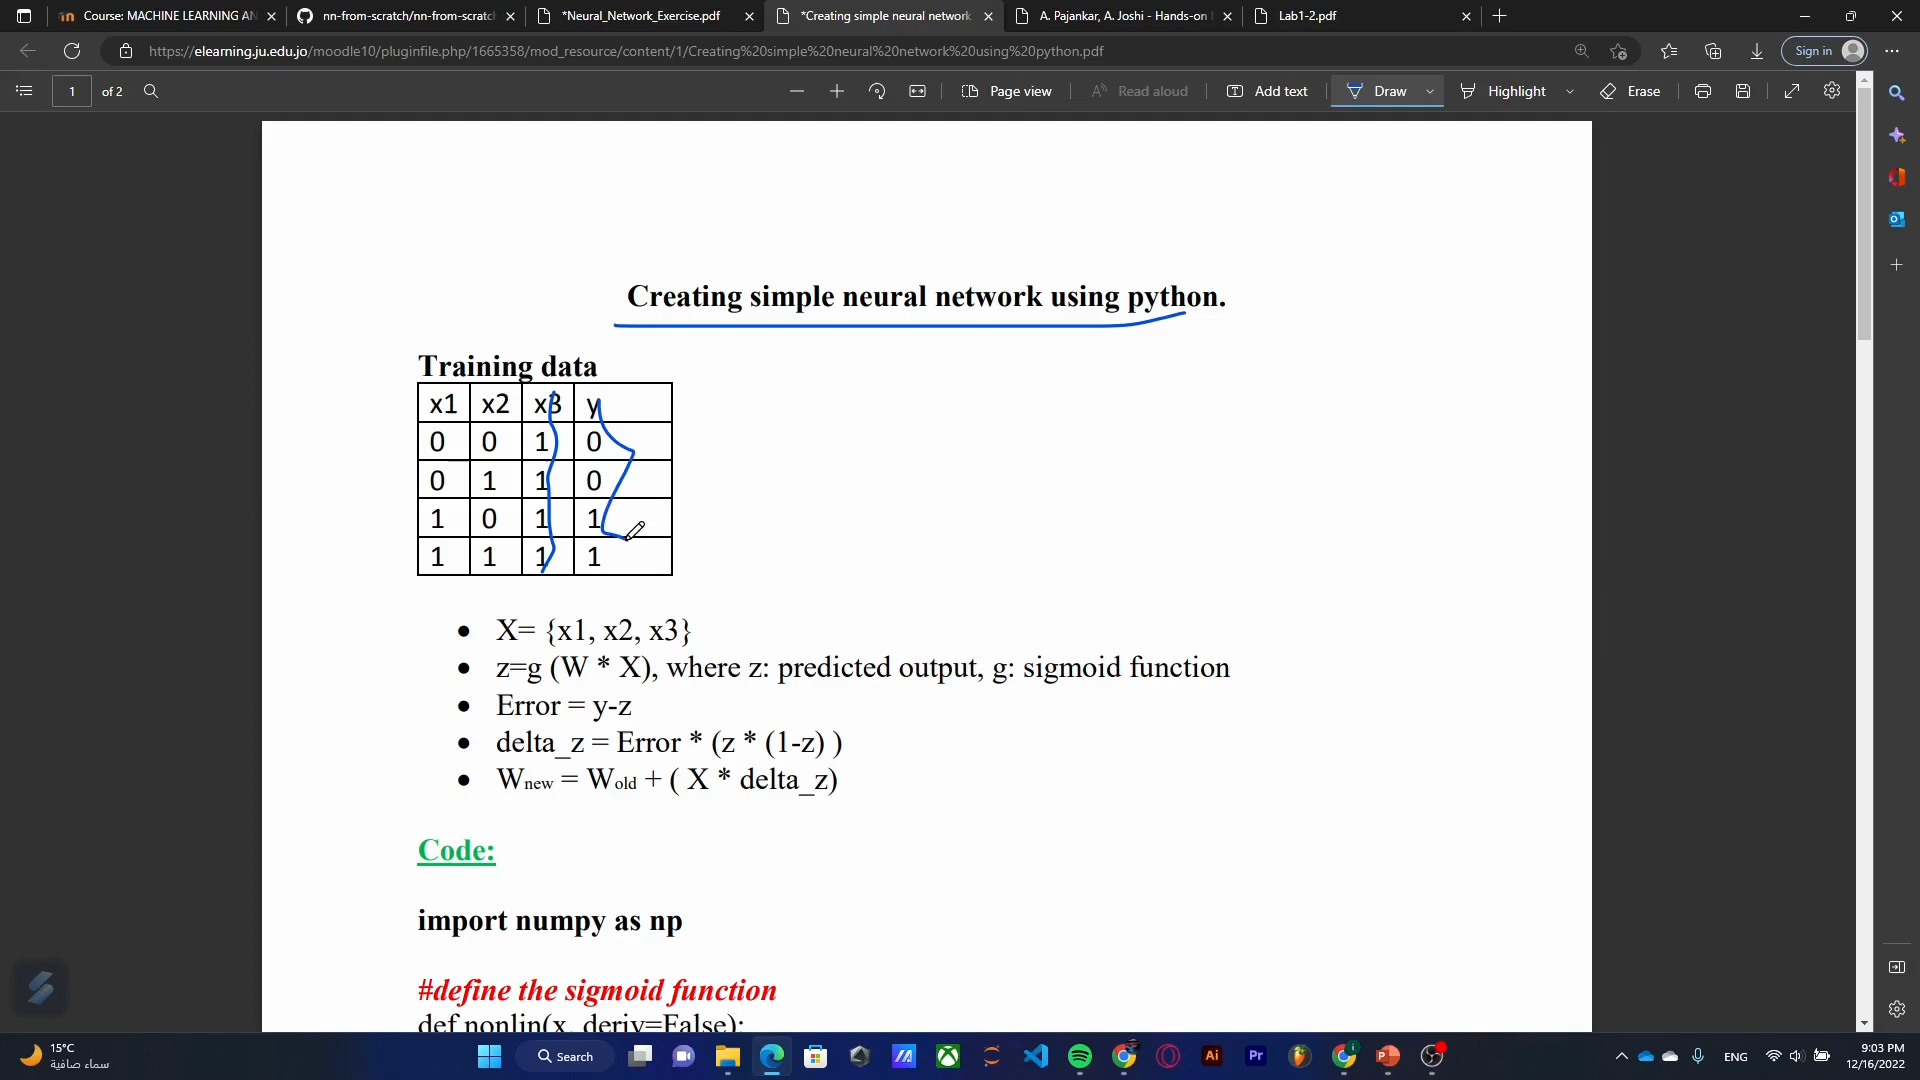 Course: MACHINE LEARNING AN
nn-from-scratch/nn-from-scratc
*Neural_Network_Exercise.pdf
*Creating simple neural network
A. Pajankar, A. Joshi - Hands-on
Lab1-2.pdf
https://elearning.ju.edu.jo/moodle10/pluginfile.php/1665358/mod_resource/content/1/Creating%20simple%20neural%20network%20using%20python.pdf
Sign in
1 of 2
Page view
Read aloud
Add text
Draw
Highlight
Erase
Creating simple neural network using python.
Training data
x1 x2 x3 y
0 0 1 0
0 1 1 0
1 0 1 1
1 1 1 1
• X= {x1, x2, x3}
• z=g (W * X), where z: predicted output, g: sigmoid function
• Error = y-z
• delta_z = Error * (z * (1-z) )
• Wnew = Wold + ( X * delta_z)
Code:
import numpy as np
#define the sigmoid function
def nonlin(x, deriv=False):
15°C
سماء صافية
Search
Ai
Pr
ENG
9:03 PM
12/16/2022